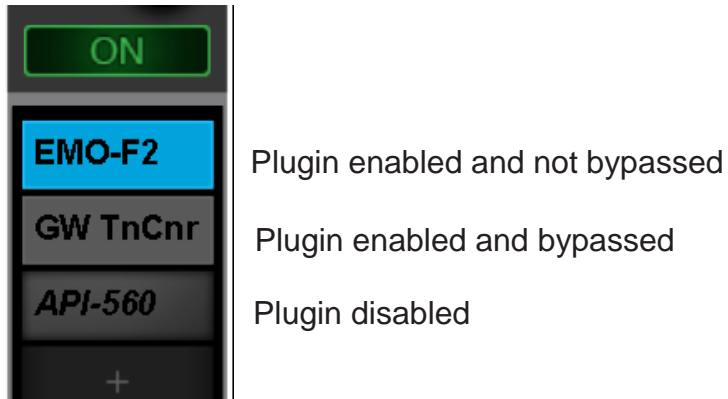 ON
EMO-F2 Plugin enabled and not bypassed
GW TnCnr Plugin enabled and bypassed
API-560 Plugin disabled
+